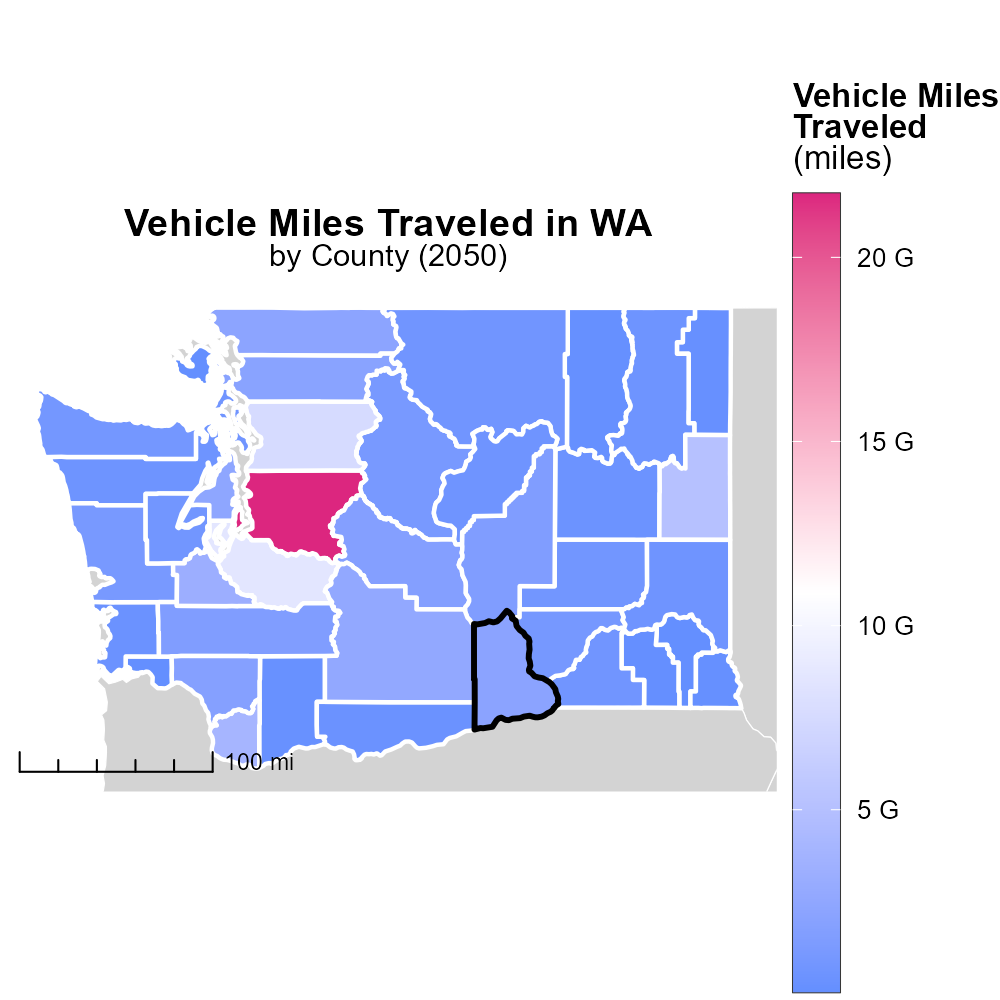 Vehicle Miles
Traveled
(miles)
Vehicle Miles Traveled in WA
by County (2050)
20 G
15 G
10 G
5 G
100 mi